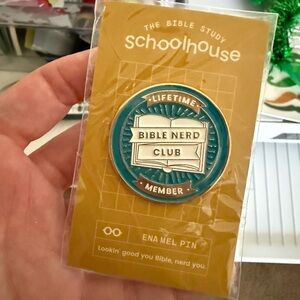 THE BIBLE STUDY
schoolhouse
LIFETIME
BIBLE NERD
CLUB
MEMBER
ENAMEL PIN
Lookin' good you Bible, nerd you.